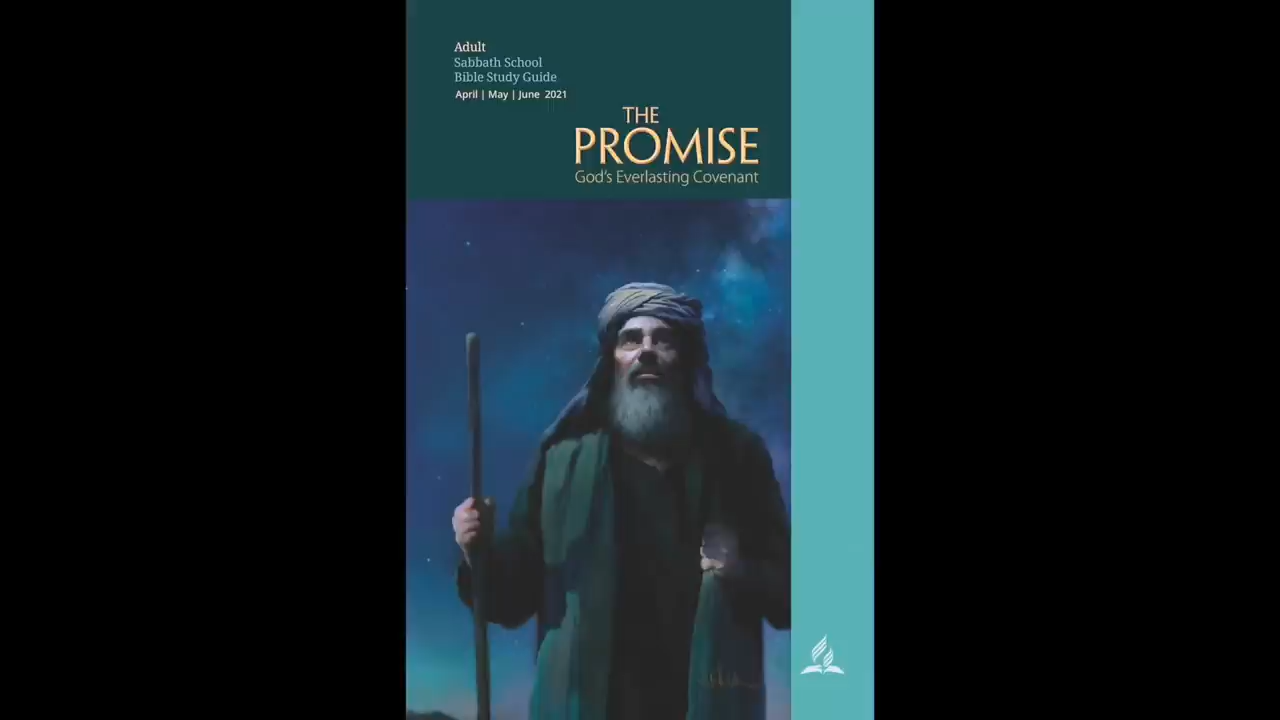 Adult
Sabbath School
Bible Study Guide
April | May | June 2021
THE
PROMISE
God's Everlasting Covenant